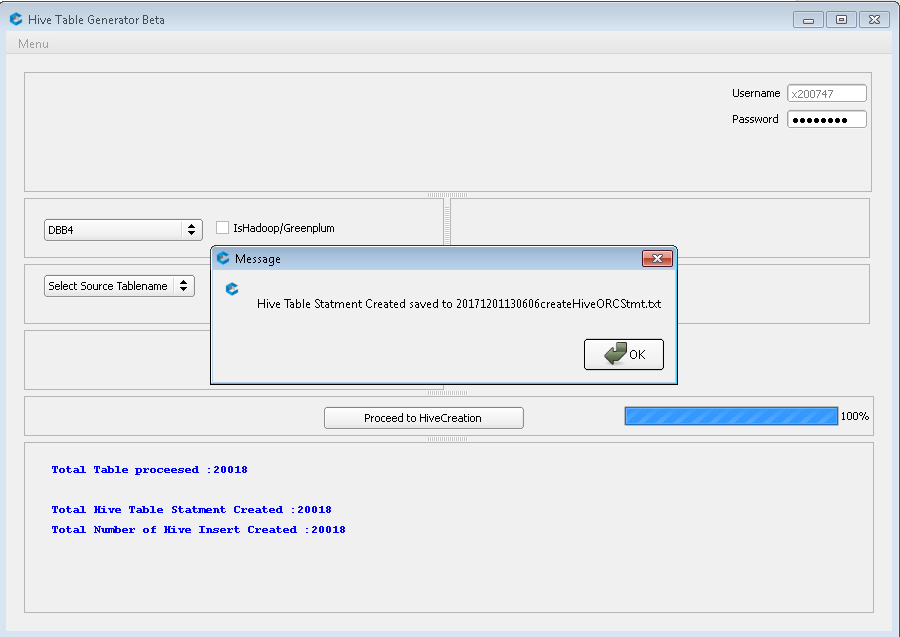 Hive Table Generator Beta
Menu
Username x200747
Password ●●●●●●●●
DBB4
IsHadoop/Greenplum
Message
Select Source Tablename
Hive Table Statment Created saved to 20171201130606createHiveORCStmt.txt
OK
Proceed to HiveCreation
100%
Total Table proceesed :20018
Total Hive Table Statment Created :20018
Total Number of Hive Insert Created :20018